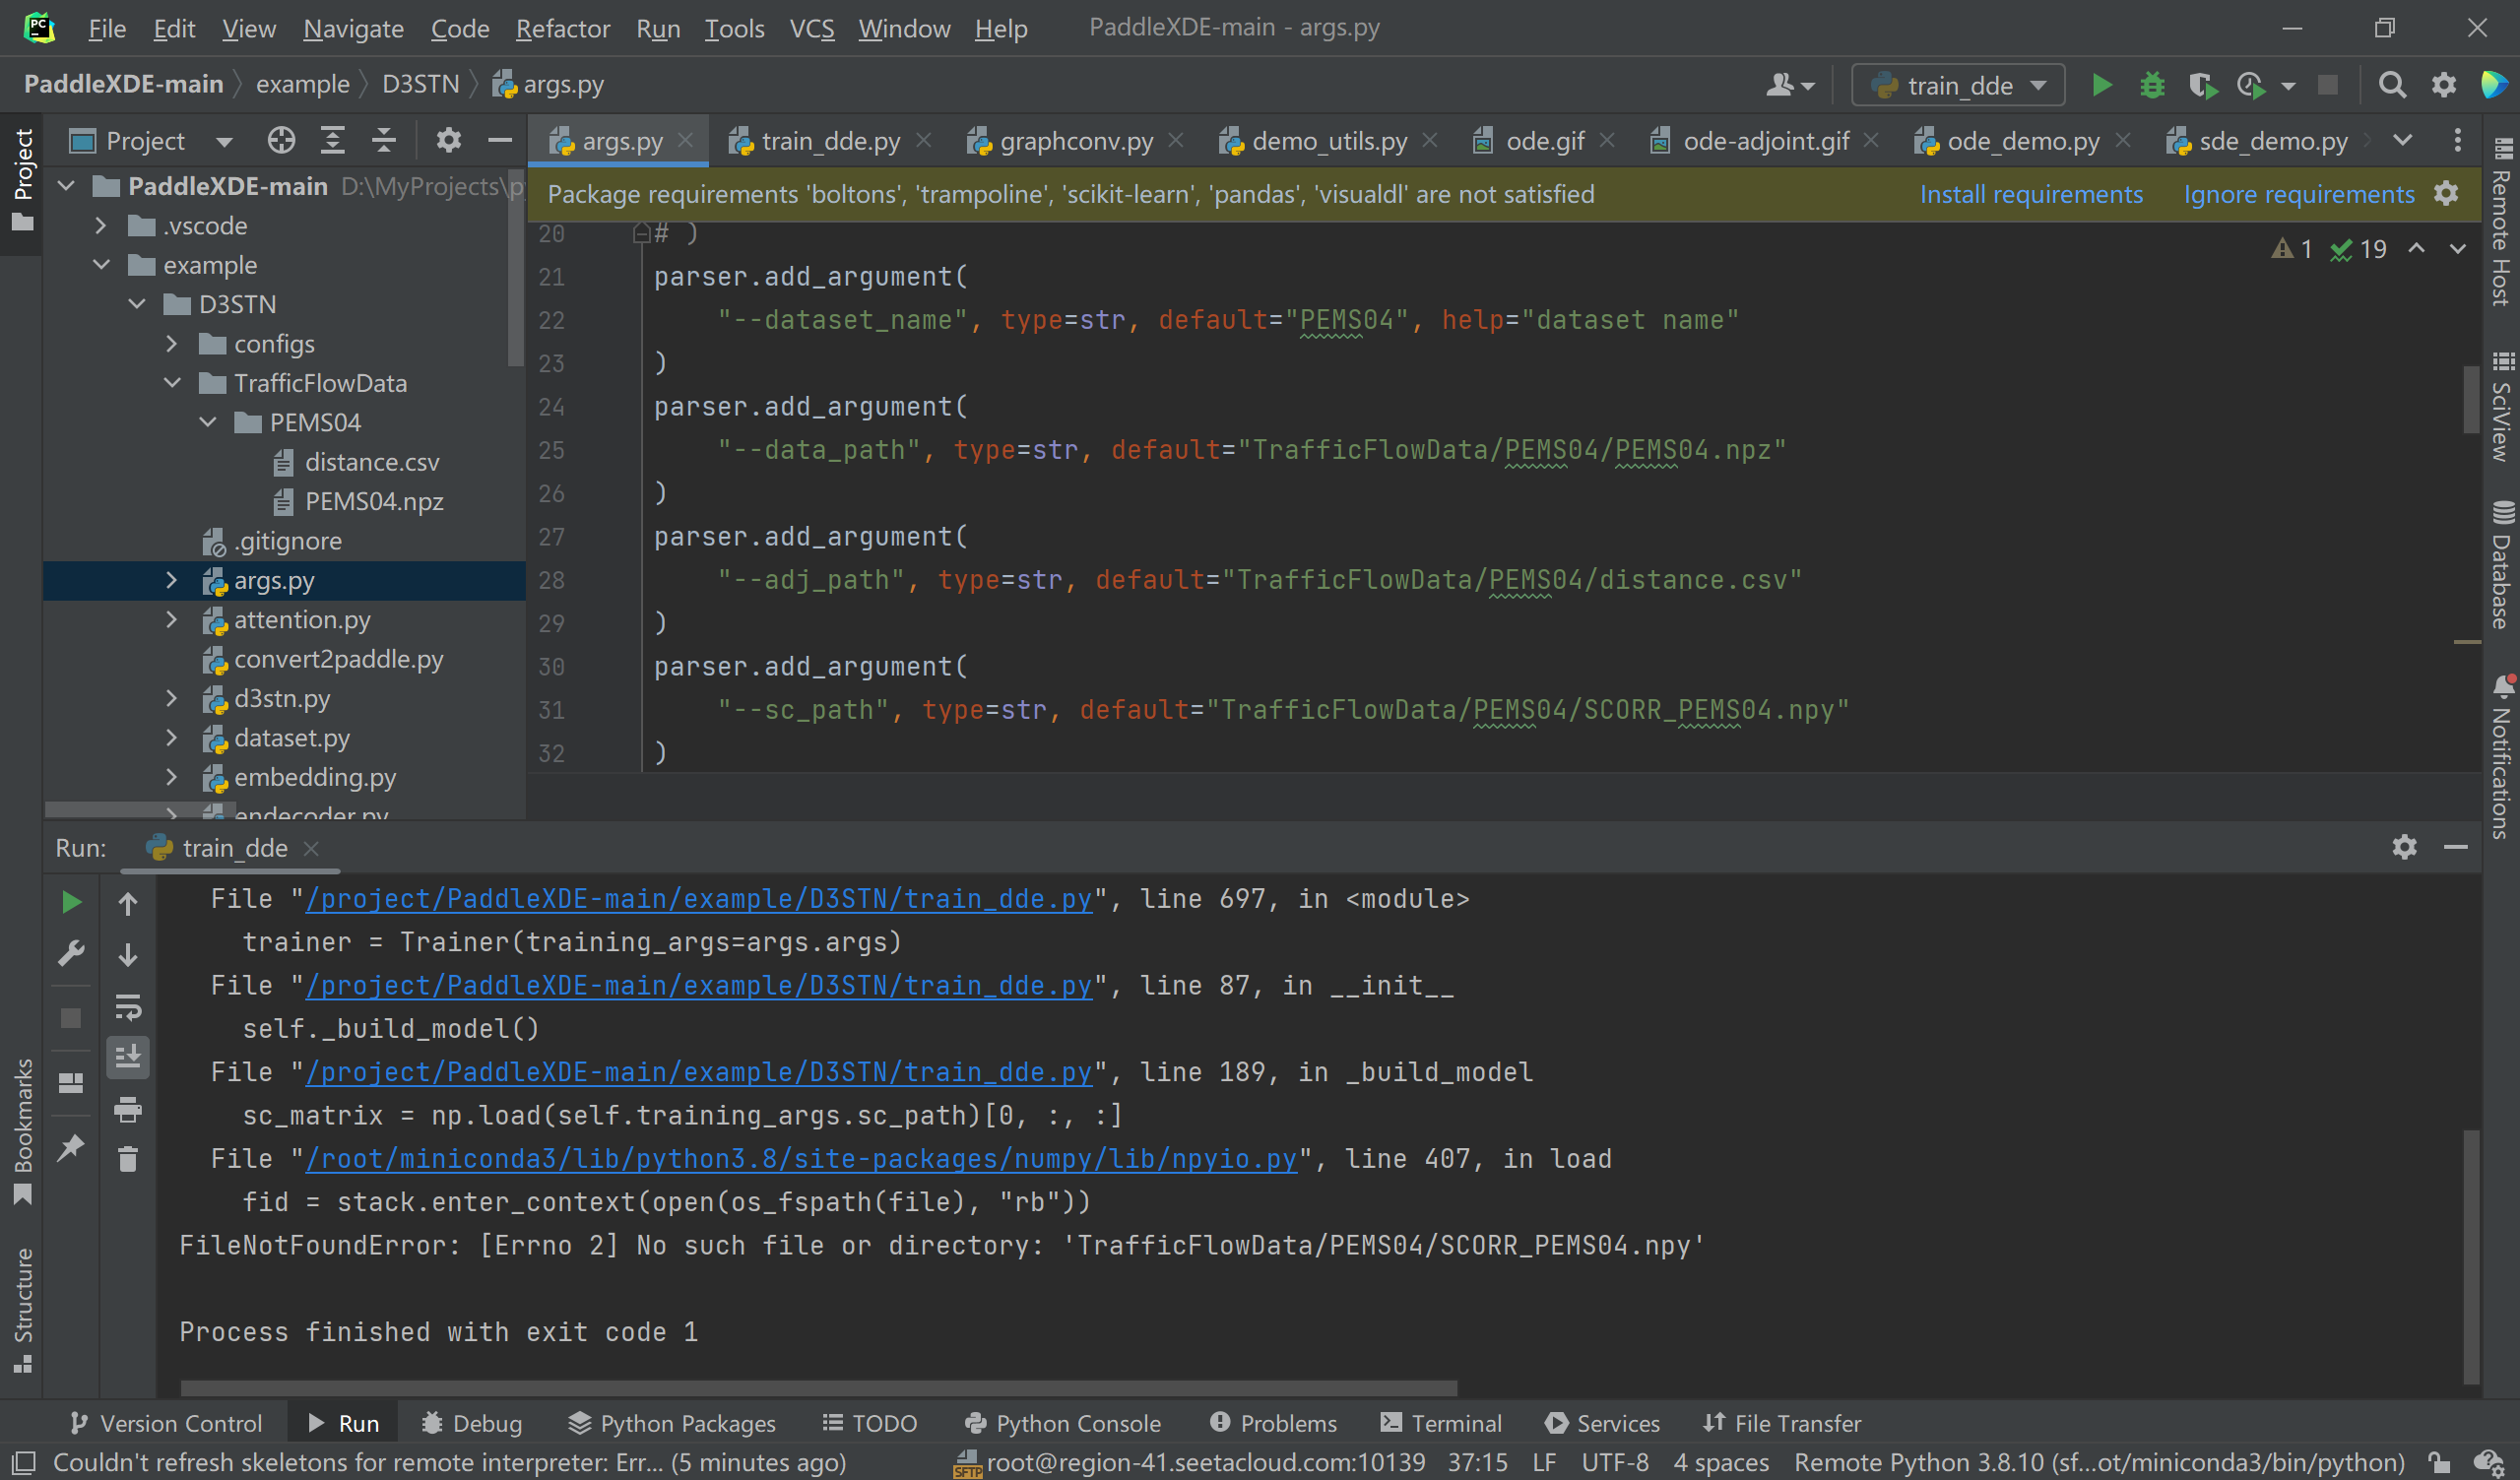 PC File Edit View Navigate Code Refactor Run Tools VCS Window Help PaddleXDE-main - args.py
PaddleXDE-main example D3STN args.py train_dde
Project
Project
args.py train_dde.py graphconv.py demo_utils.py ode.gif ode-adjoint.gif ode_demo.py sde_demo.py
PaddleXDE-main D:\MyProjects\p
.vscode
example
D3STN
configs
TrafficFlowData
PEMS04
distance.csv
PEMS04.npz
.gitignore
args.py
attention.py
convert2paddle.py
d3stn.py
dataset.py
embedding.py
endecoder.py
Package requirements 'boltons', 'trampoline', 'scikit-learn', 'pandas', 'visualdl' are not satisfied Install requirements Ignore requirements
1 19
20 # )
21 parser.add_argument(
22 "--dataset_name", type=str, default="PEMS04", help="dataset name"
23 )
24 parser.add_argument(
25 "--data_path", type=str, default="TrafficFlowData/PEMS04/PEMS04.npz"
26 )
27 parser.add_argument(
28 "--adj_path", type=str, default="TrafficFlowData/PEMS04/distance.csv"
29 )
30 parser.add_argument(
31 "--sc_path", type=str, default="TrafficFlowData/PEMS04/SCORR_PEMS04.npy"
32 )
Remote Host
SciView
Database
Notifications
Run: train_dde
File "/project/PaddleXDE-main/example/D3STN/train_dde.py", line 697, in <module>
trainer = Trainer(training_args=args.args)
File "/project/PaddleXDE-main/example/D3STN/train_dde.py", line 87, in __init__
self._build_model()
File "/project/PaddleXDE-main/example/D3STN/train_dde.py", line 189, in _build_model
sc_matrix = np.load(self.training_args.sc_path)[0, :, :]
File "/root/miniconda3/lib/python3.8/site-packages/numpy/lib/npyio.py", line 407, in load
fid = stack.enter_context(open(os_fspath(file), "rb"))
FileNotFoundError: [Errno 2] No such file or directory: 'TrafficFlowData/PEMS04/SCORR_PEMS04.npy'
Process finished with exit code 1
Bookmarks
Structure
Version Control Run Debug Python Packages TODO Python Console Problems Terminal Services File Transfer
Couldn't refresh skeletons for remote interpreter: Err... (5 minutes ago) SFTP root@region-41.seetacloud.com:10139 37:15 LF UTF-8 4 spaces Remote Python 3.8.10 (sf...ot/miniconda3/bin/python)